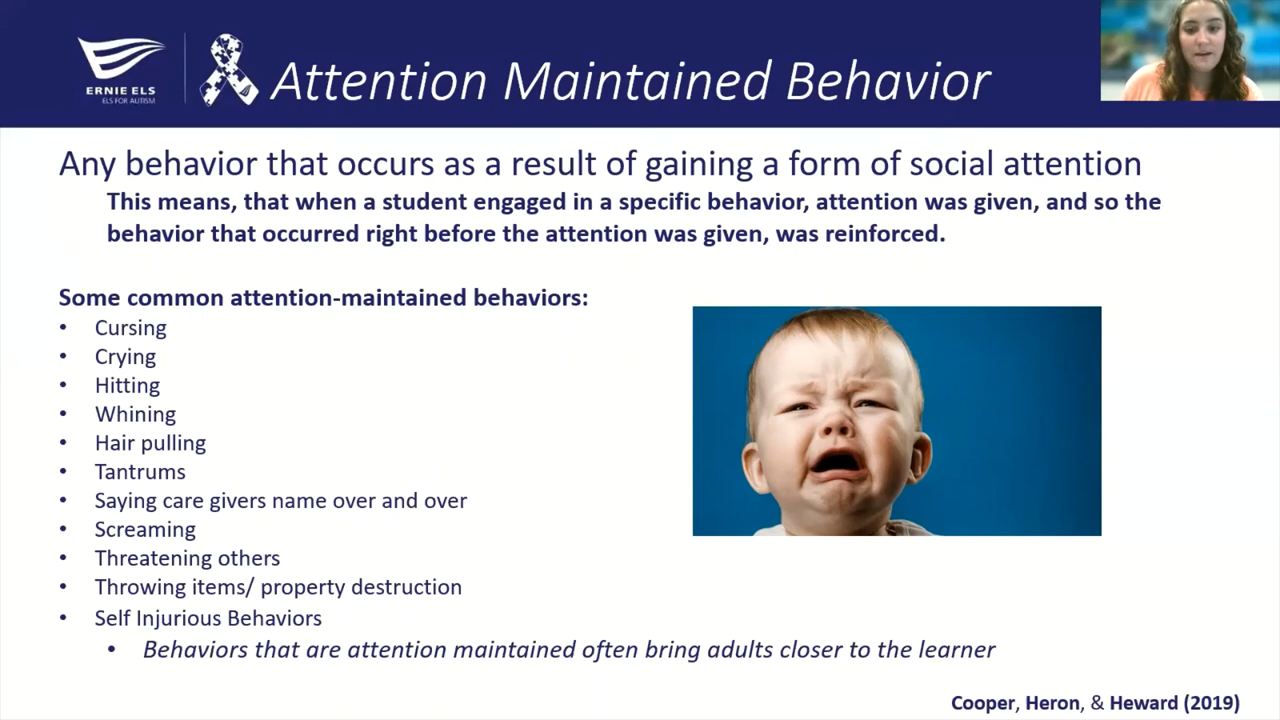 ERNIE ELS
ELS FOR AUTISM
Attention Maintained Behavior
Any behavior that occurs as a result of gaining a form of social attention
This means, that when a student engaged in a specific behavior, attention was given, and so the
behavior that occurred right before the attention was given, was reinforced.
Some common attention-maintained behaviors:
• Cursing
• Crying
• Hitting
• Whining
• Hair pulling
• Tantrums
• Saying care givers name over and over
• Screaming
• Threatening others
• Throwing items/ property destruction
• Self Injurious Behaviors
• Behaviors that are attention maintained often bring adults closer to the learner
Cooper, Heron, & Heward (2019)